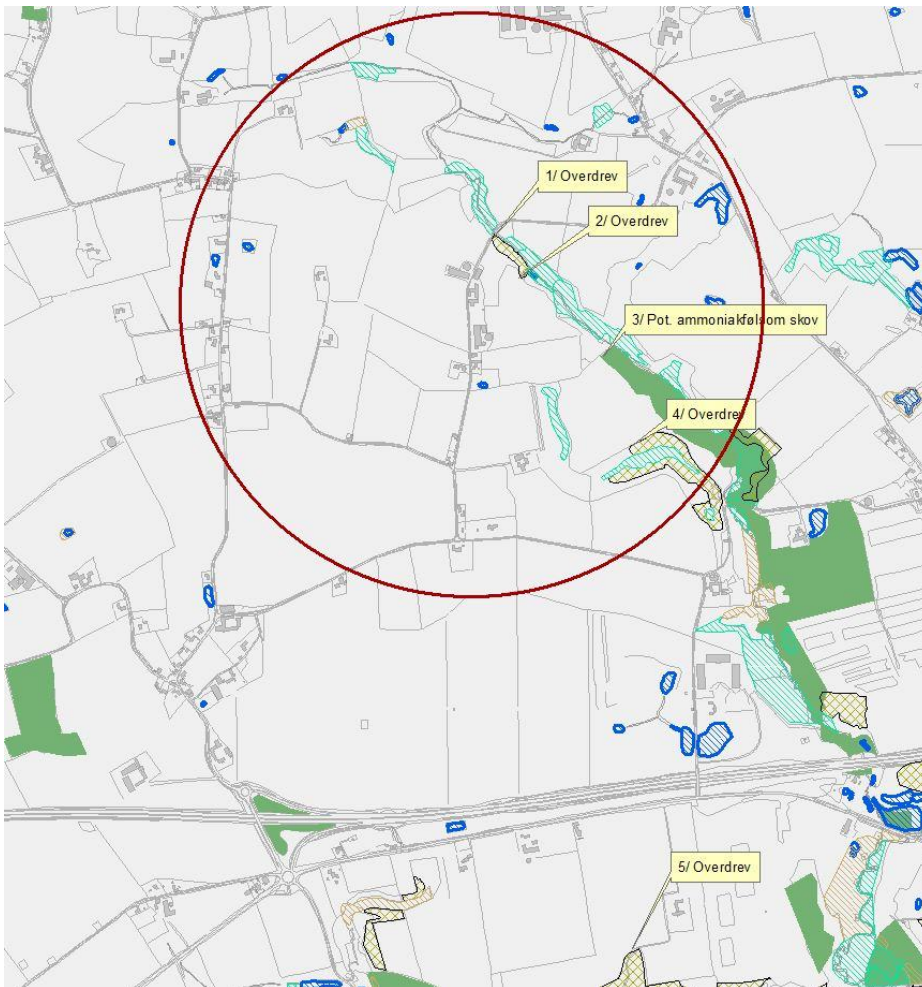 1/ Overdrev
2/ Overdrev
3/ Pot. ammoniakfølsom skov
4/ Overdrev
5/ Overdrev